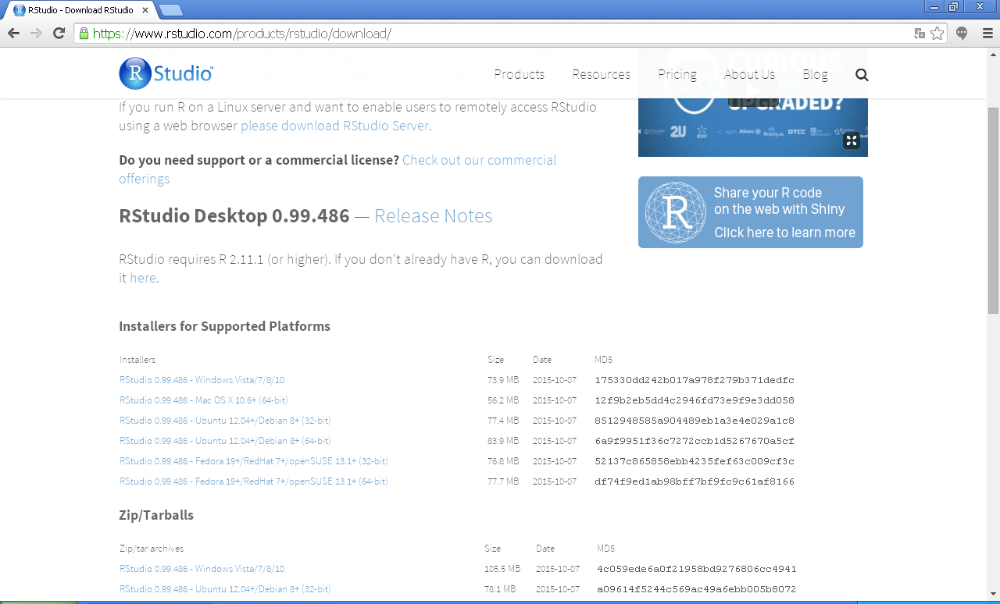 RStudio - Download RStudio
https://www.rstudio.com/products/rstudio/download/
R Studio™
Products Resources Pricing About Us Blog
CURIOUS
UPGRADED?
2U edr Allianz Brainy.ac DTCC
If you run R on a Linux server and want to enable users to remotely access RStudio
using a web browser please download RStudio Server.
Do you need support or a commercial license? Check out our commercial
offerings
Share your R code
on the web with Shiny
Click here to learn more
R
RStudio Desktop 0.99.486 — Release Notes
RStudio requires R 2.11.1 (or higher). If you don't already have R, you can download
it here.
Installers for Supported Platforms
Installers Size Date MD5
RStudio 0.99.486 - Windows Vista/7/8/10 73.9 MB 2015-10-07 175330dd242b017a978f279b371dedfc
RStudio 0.99.486 - Mac OS X 10.6+ (64-bit) 56.2 MB 2015-10-07 12f9b2eb5dd4c2946fd73e9f9e3dd058
RStudio 0.99.486 - Ubuntu 12.04+/Debian 8+ (32-bit) 77.4 MB 2015-10-07 8512948585a904489eb1a3e4e029a1c8
RStudio 0.99.486 - Ubuntu 12.04+/Debian 8+ (64-bit) 83.9 MB 2015-10-07 6a9f9951f36c7272ccb1d5267670a5cf
RStudio 0.99.486 - Fedora 19+/RedHat 7+/openSUSE 13.1+ (32-bit) 76.8 MB 2015-10-07 52137c865858ebb4235fef63c009cf3c
RStudio 0.99.486 - Fedora 19+/RedHat 7+/openSUSE 13.1+ (64-bit) 77.7 MB 2015-10-07 df74f9ed1ab98bff7bf9fc9c61af8166
Zip/Tarballs
Zip/tar archives Size Date MD5
RStudio 0.99.486 - Windows Vista/7/8/10 105.5 MB 2015-10-07 4c059ede6a0f21958bd9276806cc4941
RStudio 0.99.486 - Ubuntu 12.04+/Debian 8+ (32-bit) 78.1 MB 2015-10-07 a09614f5244c569ac49a6ebb005b8072